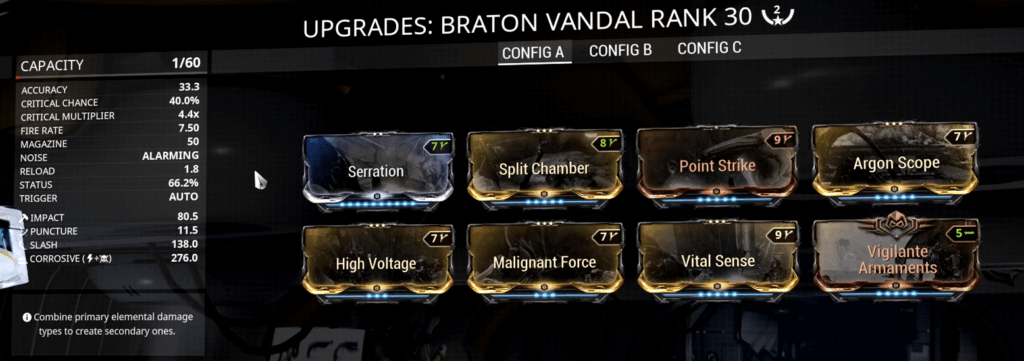 UPGRADES: BRATON VANDAL RANK 30 2
CONFIG A CONFIG B CONFIG C
CAPACITY 1/60
ACCURACY 33.3
CRITICAL CHANCE 40.0%
CRITICAL MULTIPLIER 4.4x
FIRE RATE 7.50
MAGAZINE 50
NOISE ALARMING
RELOAD 1.8
STATUS 66.2%
TRIGGER AUTO
IMPACT 80.5
PUNCTURE 11.5
SLASH 138.0
CORROSIVE ( + ) 276.0
Combine primary elemental damage
types to create secondary ones.
7
Serration
8
Split Chamber
9
Point Strike
7
Argon Scope
7
High Voltage
7
Malignant Force
9
Vital Sense
5
Vigilante
Armaments